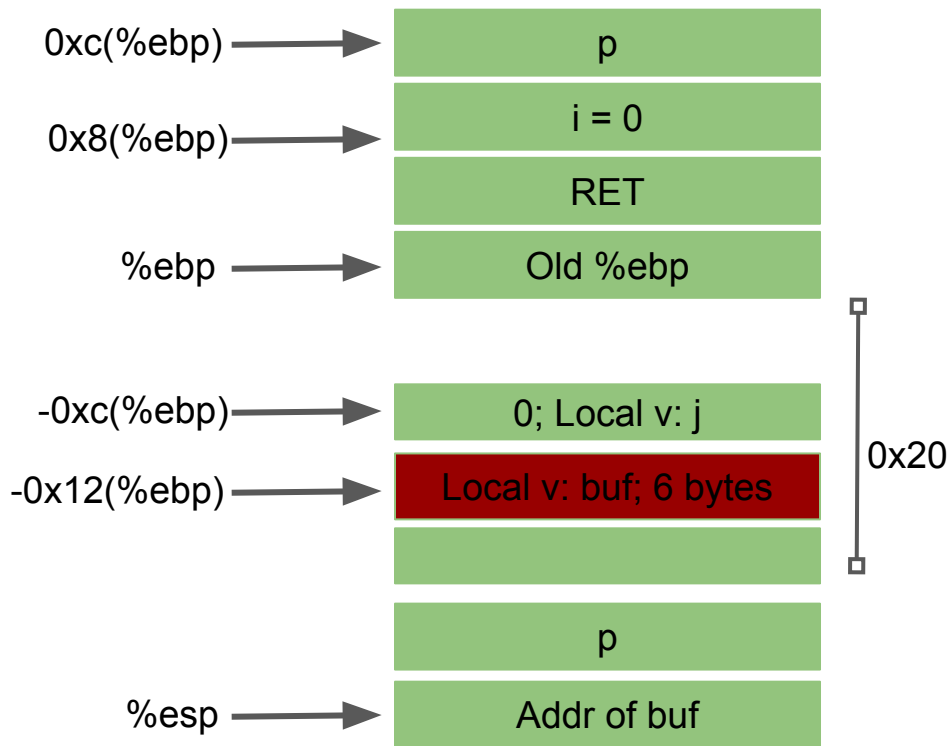 0xc(%ebp) p
0x8(%ebp) i = 0
RET
%ebp Old %ebp
-0xc(%ebp) 0; Local v: j
0x20
-0x12(%ebp) Local v: buf; 6 bytes
p
%esp Addr of buf